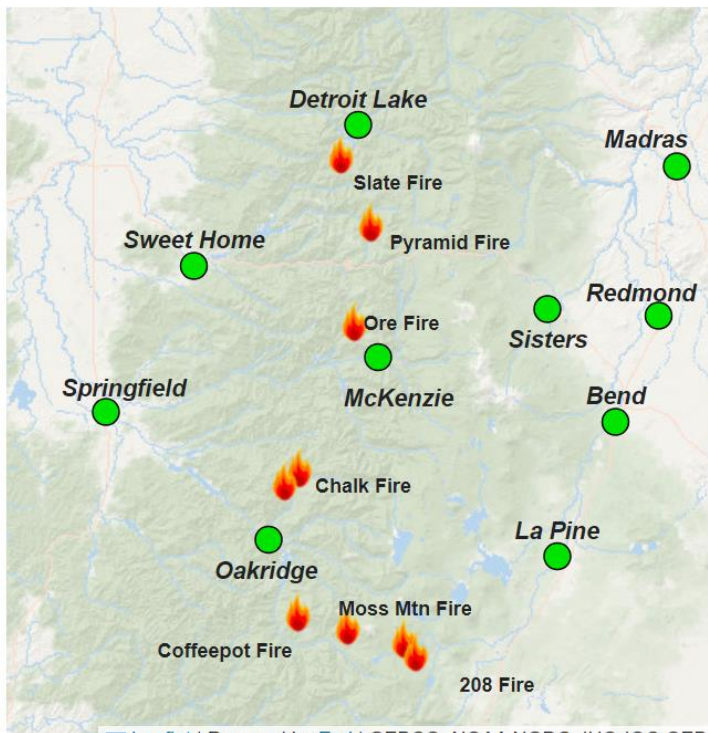 Detroit Lake
Madras
Slate Fire
Sweet Home
Pyramid Fire
Redmond
Ore Fire
Sisters
Springfield
McKenzie
Bend
Chalk Fire
La Pine
Oakridge
Moss Mtn Fire
Coffeepot Fire
208 Fire